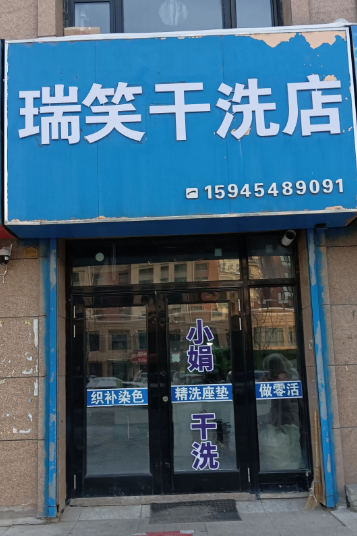 瑞笑干洗店
15945489091
小娟
织补染色
精洗座垫
做零活
干洗